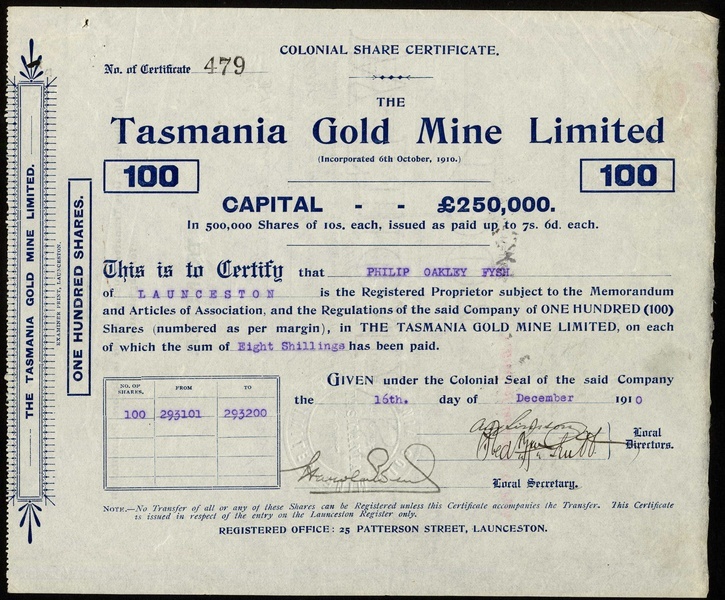 COLONIAL SHARE CERTIFICATE.
No. of Certificate 479
THE
Tasmania Gold Mine Limited
(Incorporated 6th October, 1910.)
100
100
CAPITAL - - £250,000.
In 500,000 Shares of 10s. each, issued as paid up to 7s. 6d. each.
This is to Certify that PHILIP OAKLEY FYSH
of LAUNCESTON is the Registered Proprietor subject to the Memorandum
and Articles of Association, and the Regulations of the said Company of ONE HUNDRED (100)
Shares (numbered as per margin), in THE TASMANIA GOLD MINE LIMITED, on each
of which the sum of Eight Shillings has been paid.
NO. OF SHARES. FROM TO
100 293101 293200
GIVEN under the Colonial Seal of the said Company
the 16th. day of December 1910
Local Directors.
Local Secretary.
NOTE.—No Transfer of all or any of these Shares can be Registered unless this Certificate accompanies the Transfer. This Certificate
is issued in respect of the entry on the Launceston Register only.
REGISTERED OFFICE: 25 PATTERSON STREET, LAUNCESTON.
THE TASMANIA GOLD MINE LIMITED.
EXAMINER PRINT, LAUNCESTON.
ONE HUNDRED SHARES.